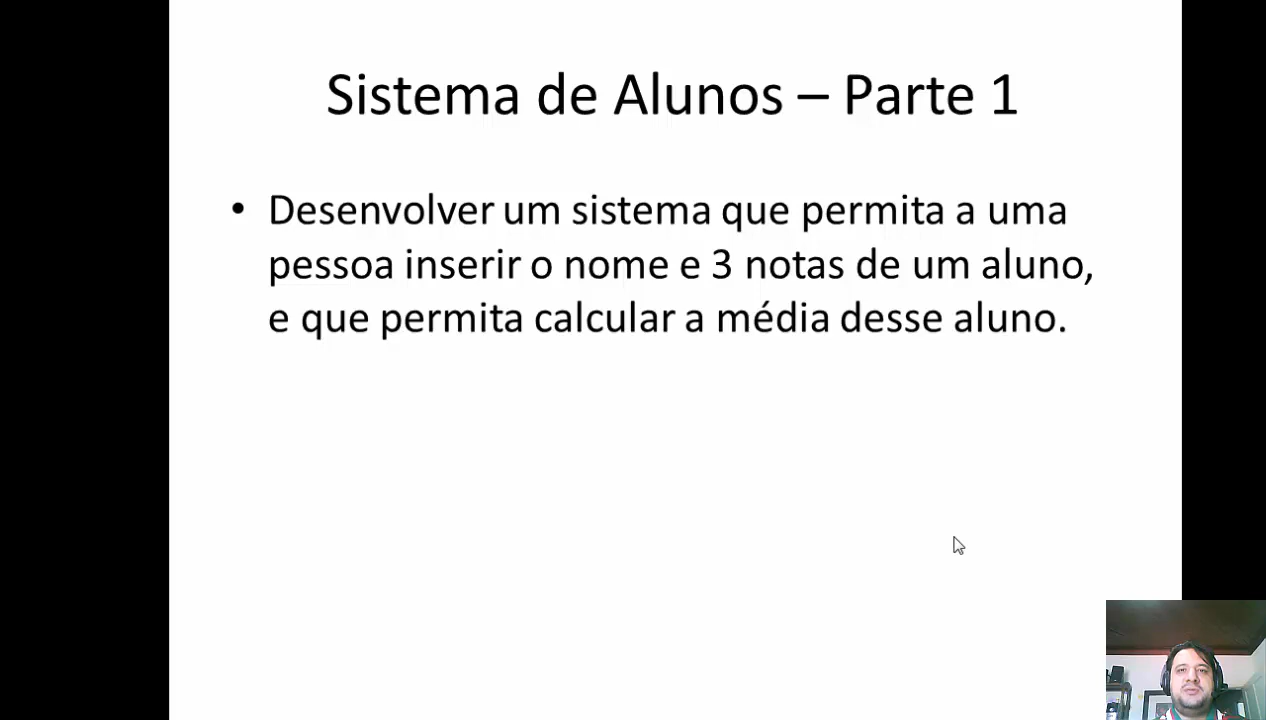 Sistema de Alunos – Parte 1
• Desenvolver um sistema que permita a uma
pessoa inserir o nome e 3 notas de um aluno,
e que permita calcular a média desse aluno.